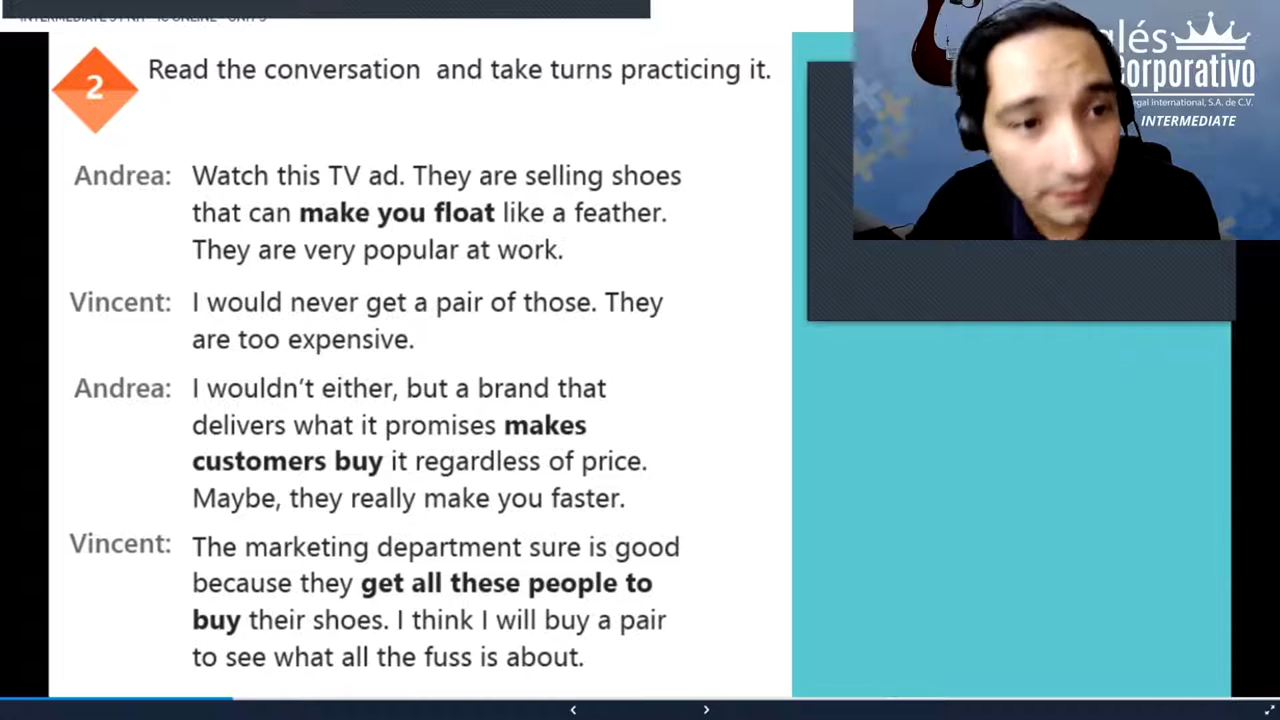 2
Read the conversation and take turns practicing it.
Andrea: Watch this TV ad. They are selling shoes
that can make you float like a feather.
They are very popular at work.
Vincent: I would never get a pair of those. They
are too expensive.
Andrea: I wouldn't either, but a brand that
delivers what it promises makes
customers buy it regardless of price.
Maybe, they really make you faster.
Vincent: The marketing department sure is good
because they get all these people to
buy their shoes. I think I will buy a pair
to see what all the fuss is about.
glés
orporativo
egal international, S.A. de C.V.
INTERMEDIATE